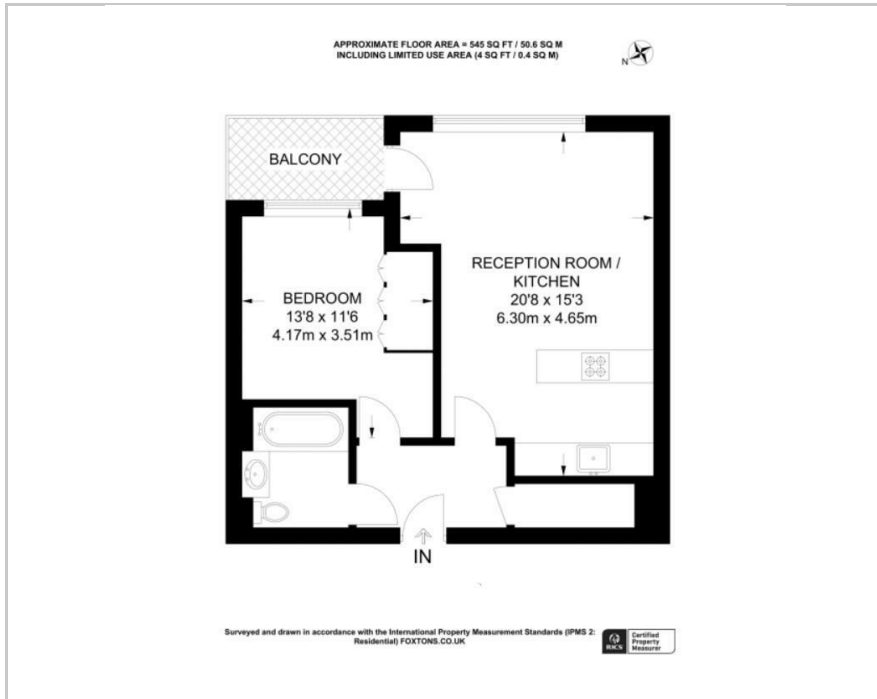 APPROXIMATE FLOOR AREA = 545 SQ FT / 50.6 SQ M
INCLUDING LIMITED USE AREA (4 SQ FT / 0.4 SQ M)
N
BALCONY
RECEPTION ROOM /
KITCHEN
20'8 x 15'3
6.30m x 4.65m
BEDROOM
13'8 x 11'6
4.17m x 3.51m
IN
Surveyed and drawn in accordance with the International Property Measurement Standards (IPMS 2:
Residential) FOXTONS.CO.UK
RICS
Certified
Property
Measurer